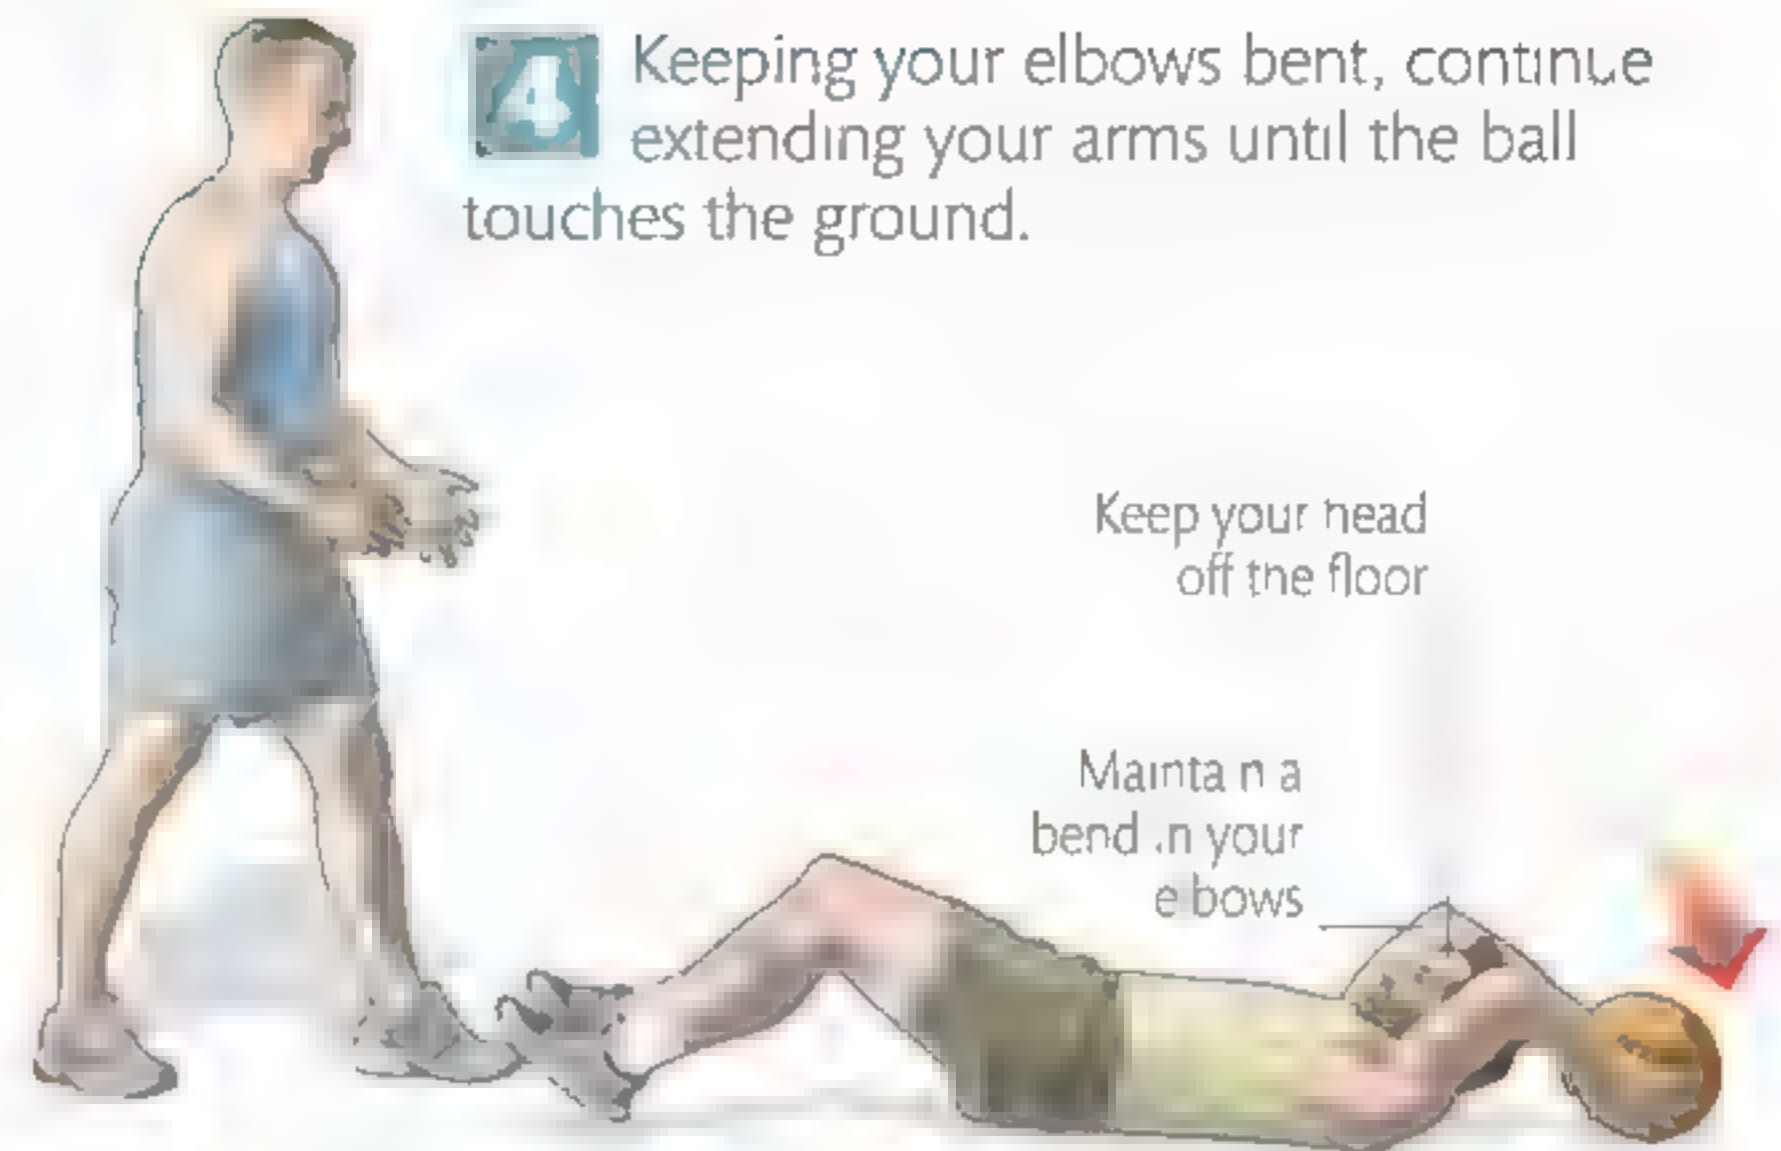 4 Keeping your elbows bent, continue
extending your arms until the ball
touches the ground.
Keep your head
off the floor
Maintain a
bend in your
elbows